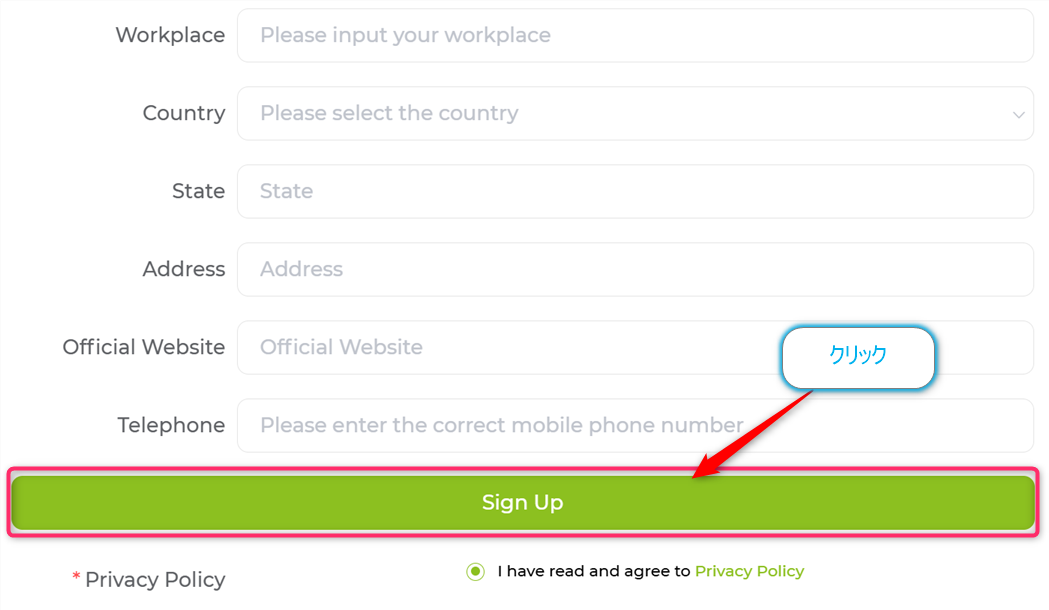 Workplace Please input your workplace
Country Please select the country
State State
Address Address
Official Website Official Website
クリック
Telephone Please enter the correct mobile phone number
Sign Up
* Privacy Policy I have read and agree to Privacy Policy